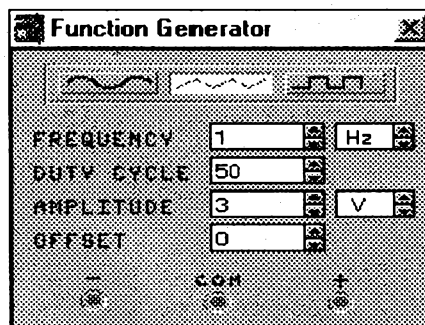 Function Generator
FREQUENCY 1 Hz
DUTY CYCLE 50
AMPLITUDE 3 V
OFFSET 0
− COM +